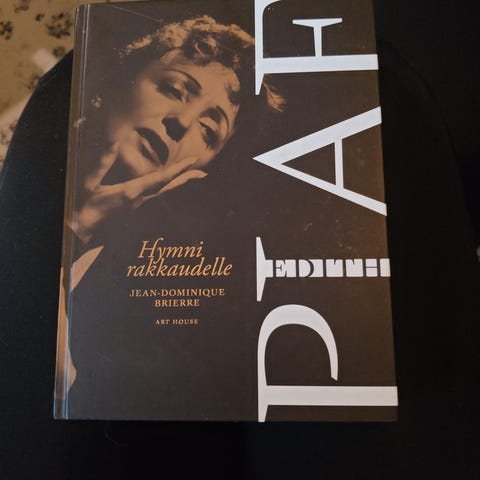 PIAF
EDITH
Hymni
rakkaudelle
JEAN-DOMINIQUE
BRIERRE
ART HOUSE